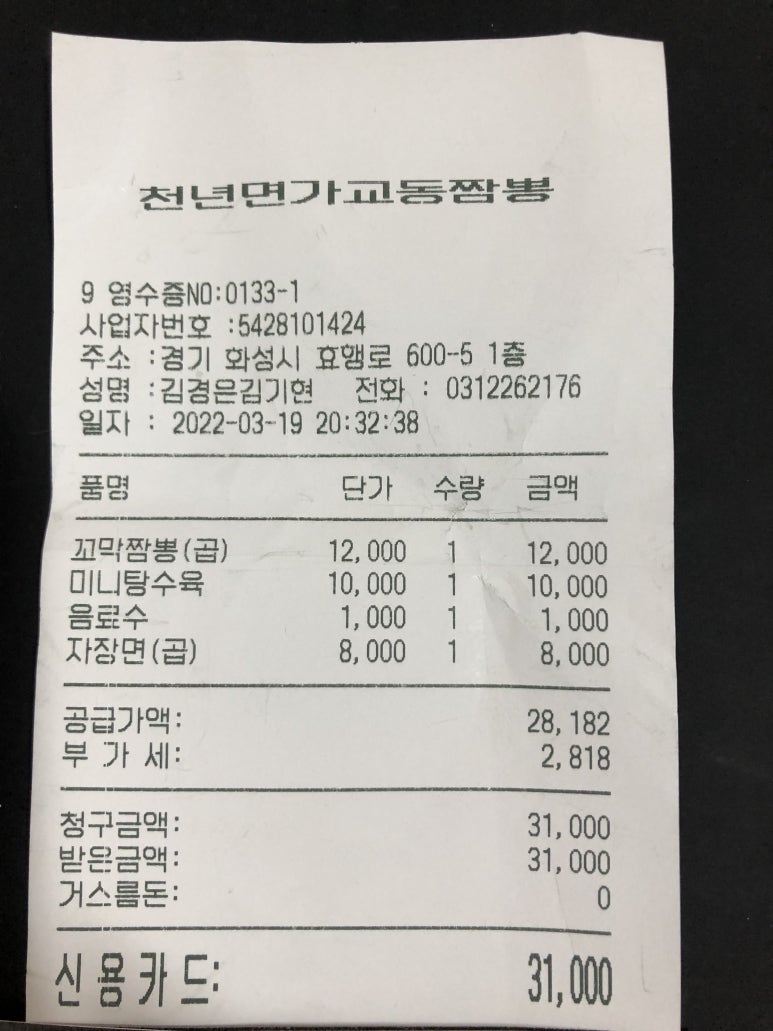 천년면가교동짬뽕
9 영수증NO:0133-1
사업자번호 :5428101424
주소 :경기 화성시 효행로 600-5 1층
성명 :김경은김기현 전화 : 0312262176
일자 : 2022-03-19 20:32:38
품명 단가 수량 금액
꼬막짬뽕(곱) 12,000 1 12,000
미니탕수육 10,000 1 10,000
음료수 1,000 1 1,000
자장면(곱) 8,000 1 8,000
공급가액: 28,182
부 가 세: 2,818
청구금액: 31,000
받은금액: 31,000
거스름돈: 0
신용카드: 31,000